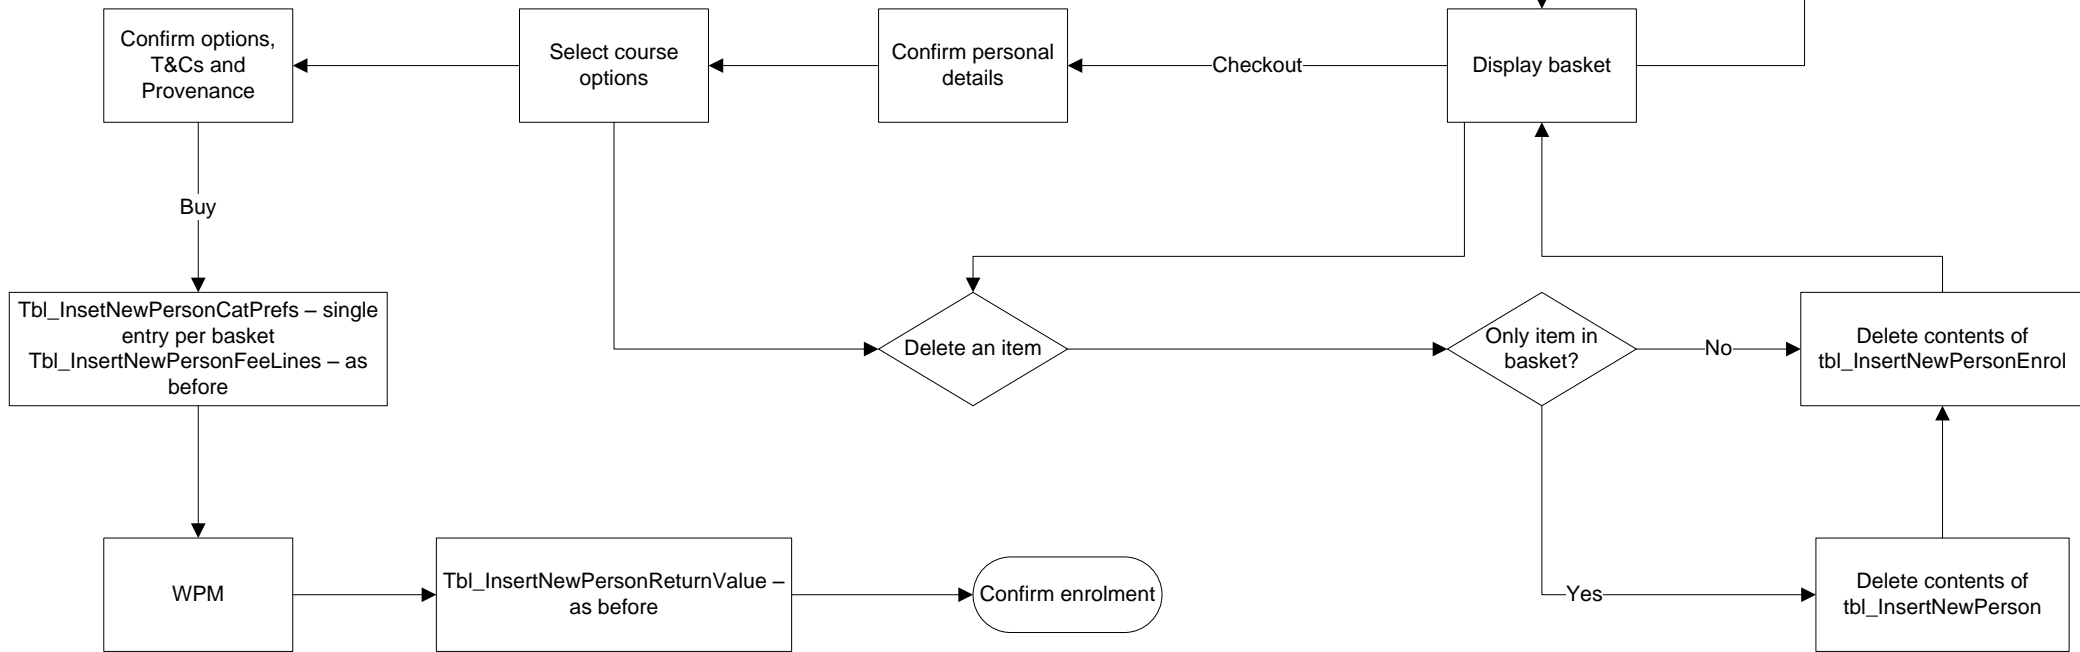 Confirm options,
T&Cs and
Provenance
Select course
options
Confirm personal
details
Checkout
Display basket
Buy
Tbl_InsetNewPersonCatPrefs – single
entry per basket
Tbl_InsertNewPersonFeeLines – as
before
Delete an item
Only item in
basket?
No
Delete contents of
tbl_InsertNewPersonEnrol
WPM
Tbl_InsertNewPersonReturnValue –
as before
Confirm enrolment
Yes
Delete contents of
tbl_InsertNewPerson